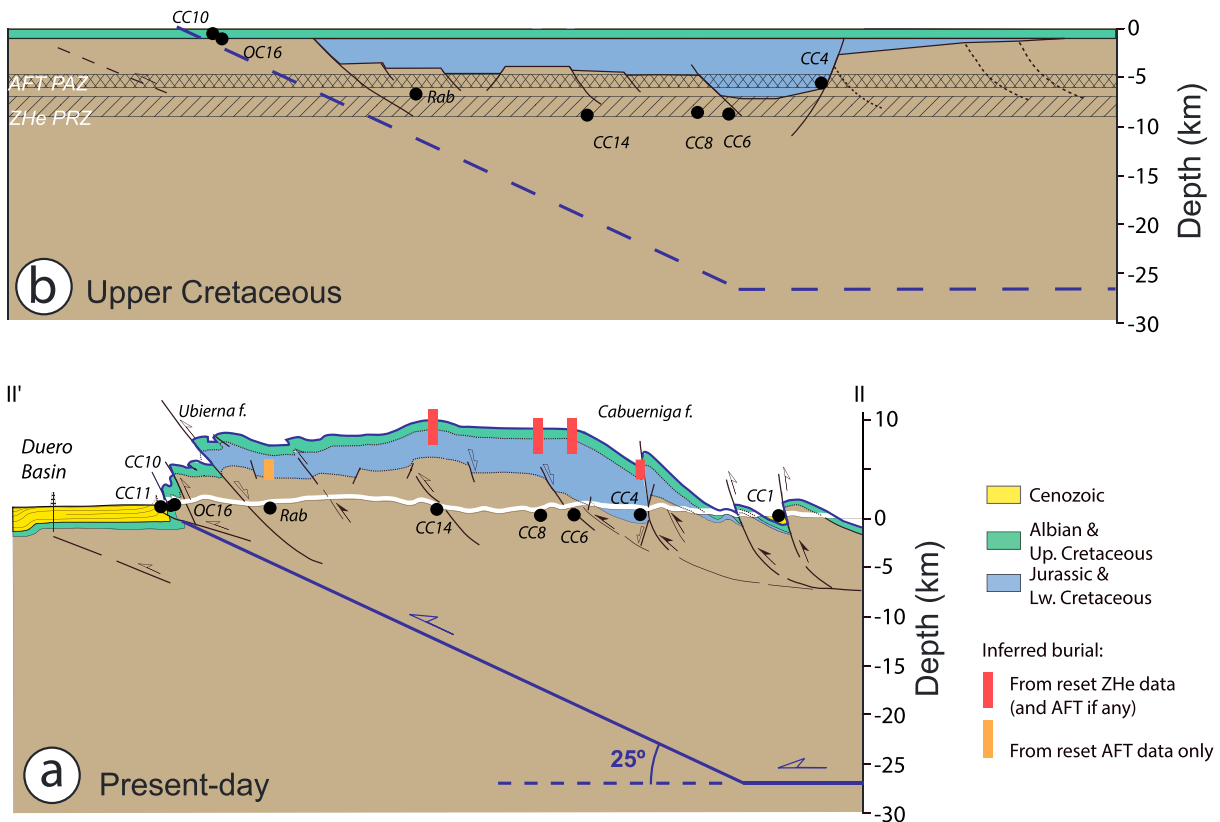 CC10
OC16
CC4
0
AFT PAZ
-5
Rab
ZHe PRZ
-10
CC14
CC8
CC6
-15
-20
-25
-30
Depth (km)
b Upper Cretaceous
II'
II
Ubierna f.
Cabuerniga f.
10
Duero
Basin
CC10
CC11
OC16
Rab
CC14
CC8
CC6
CC4
CC1
0
-5
-10
-15
-20
-25
-30
Depth (km)
25º
a Present-day
Cenozoic
Albian &
Up. Cretaceous
Jurassic &
Lw. Cretaceous
Inferred burial:
From reset ZHe data
(and AFT if any)
From reset AFT data only